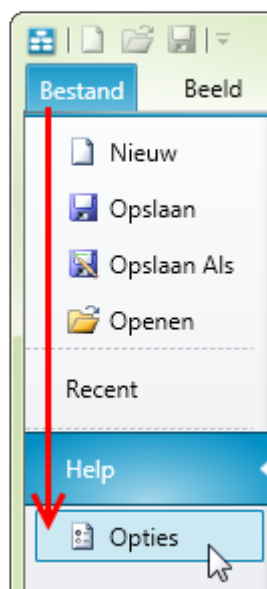 Bestand Beeld
Nieuw
Opslaan
Opslaan Als
Openen
Recent
Help
Opties